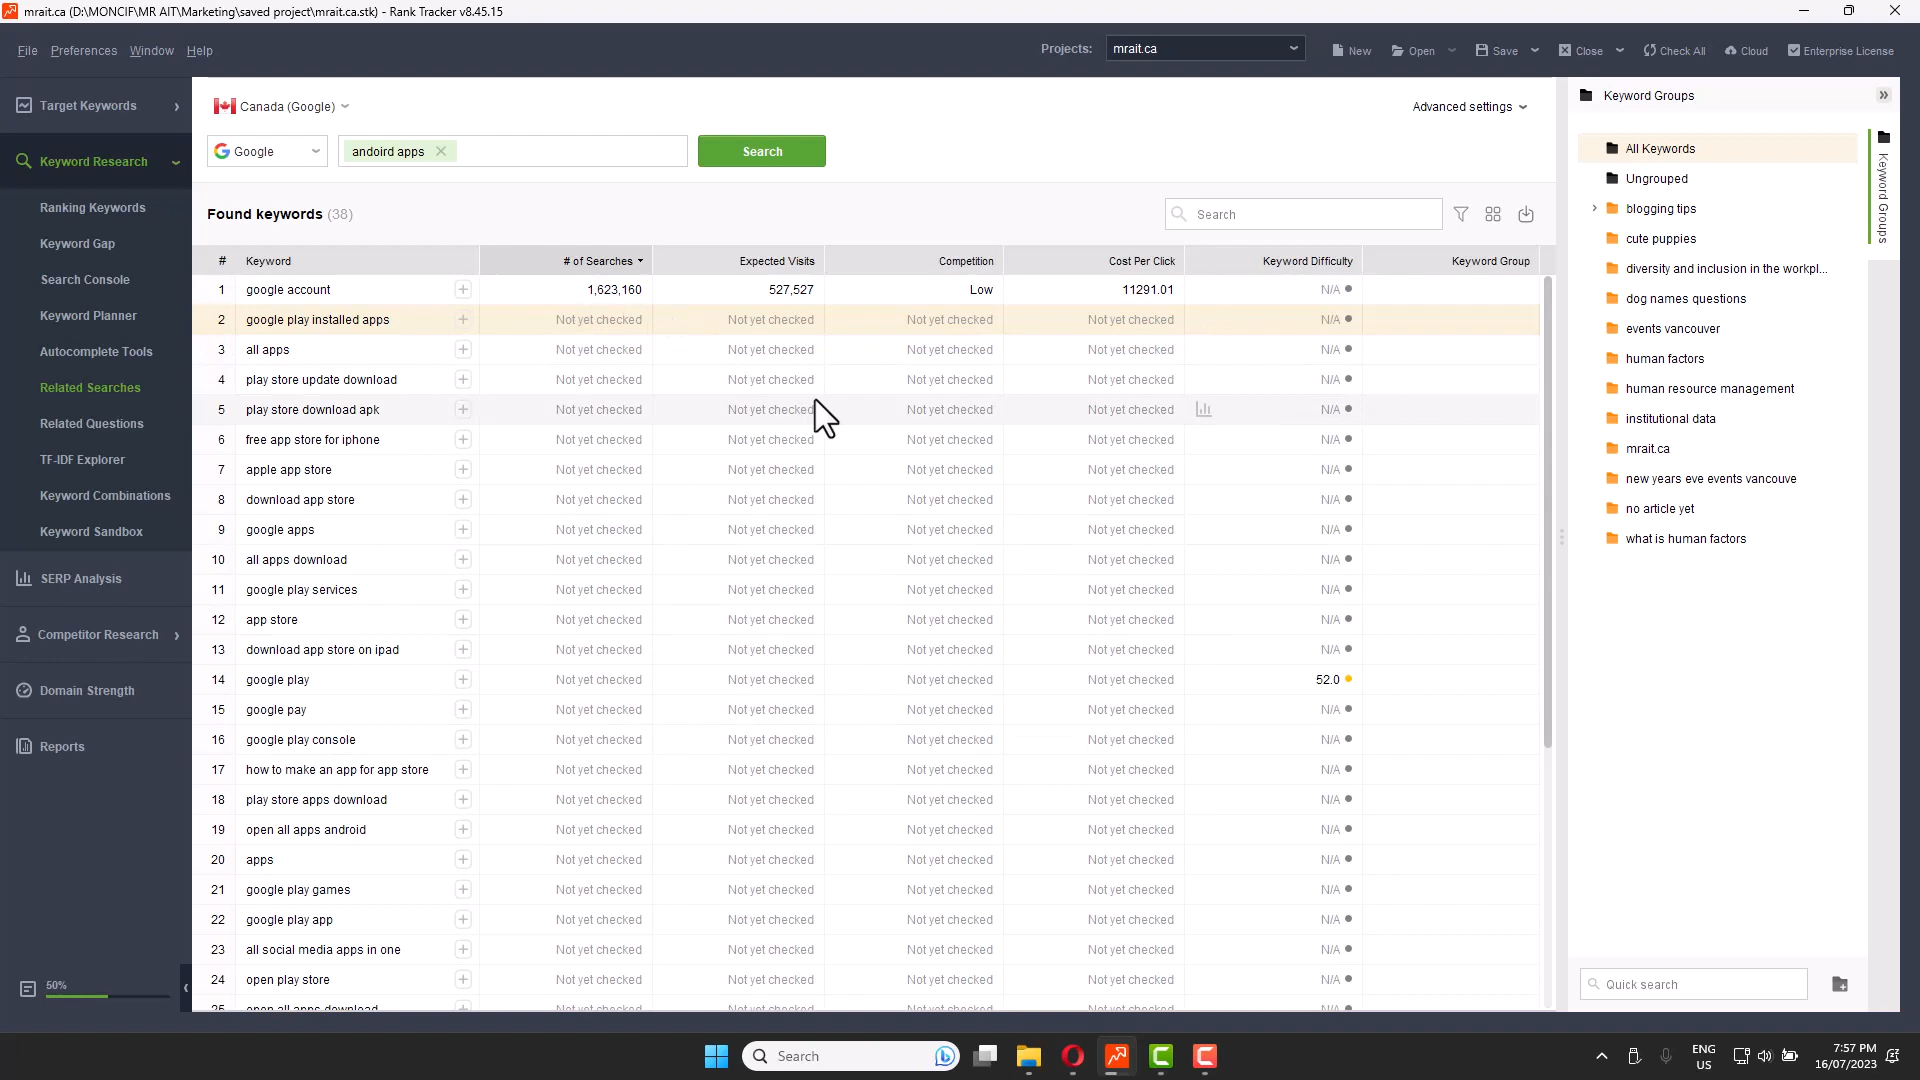 mrait.ca (D:\MONCIF\MR AIT\Marketing\saved project\mrait.ca.stk) - Rank Tracker v8.45.15
File Preferences Window Help
Projects: mrait.ca New Open Save Close Check All Cloud Enterprise License
Target Keywords
Keyword Research
Ranking Keywords
Keyword Gap
Search Console
Keyword Planner
Autocomplete Tools
Related Searches
Related Questions
TF-IDF Explorer
Keyword Combinations
Keyword Sandbox
SERP Analysis
Competitor Research
Domain Strength
Reports
50%
Canada (Google)
Advanced settings
Google
andoird apps
Search
Found keywords (38)
Search
# Keyword # of Searches Expected Visits Competition Cost Per Click Keyword Difficulty Keyword Group
1 google account 1,623,160 527,527 Low 11291.01 N/A
2 google play installed apps Not yet checked Not yet checked Not yet checked Not yet checked N/A
3 all apps Not yet checked Not yet checked Not yet checked Not yet checked N/A
4 play store update download Not yet checked Not yet checked Not yet checked Not yet checked N/A
5 play store download apk Not yet checked Not yet checked Not yet checked Not yet checked N/A
6 free app store for iphone Not yet checked Not yet checked Not yet checked Not yet checked N/A
7 apple app store Not yet checked Not yet checked Not yet checked Not yet checked N/A
8 download app store Not yet checked Not yet checked Not yet checked Not yet checked N/A
9 google apps Not yet checked Not yet checked Not yet checked Not yet checked N/A
10 all apps download Not yet checked Not yet checked Not yet checked Not yet checked N/A
11 google play services Not yet checked Not yet checked Not yet checked Not yet checked N/A
12 app store Not yet checked Not yet checked Not yet checked Not yet checked N/A
13 download app store on ipad Not yet checked Not yet checked Not yet checked Not yet checked N/A
14 google play Not yet checked Not yet checked Not yet checked Not yet checked 52.0
15 google pay Not yet checked Not yet checked Not yet checked Not yet checked N/A
16 google play console Not yet checked Not yet checked Not yet checked Not yet checked N/A
17 how to make an app for app store Not yet checked Not yet checked Not yet checked Not yet checked N/A
18 play store apps download Not yet checked Not yet checked Not yet checked Not yet checked N/A
19 open all apps android Not yet checked Not yet checked Not yet checked Not yet checked N/A
20 apps Not yet checked Not yet checked Not yet checked Not yet checked N/A
21 google play games Not yet checked Not yet checked Not yet checked Not yet checked N/A
22 google play app Not yet checked Not yet checked Not yet checked Not yet checked N/A
23 all social media apps in one Not yet checked Not yet checked Not yet checked Not yet checked N/A
24 open play store Not yet checked Not yet checked Not yet checked Not yet checked N/A
25 open all apps download Not yet checked Not yet checked Not yet checked Not yet checked N/A
Keyword Groups
All Keywords
Ungrouped
blogging tips
cute puppies
diversity and inclusion in the workpl...
dog names questions
events vancouver
human factors
human resource management
institutional data
mrait.ca
new years eve events vancouve
no article yet
what is human factors
Quick search
Keyword Groups
Search
ENG
US
7:57 PM
16/07/2023